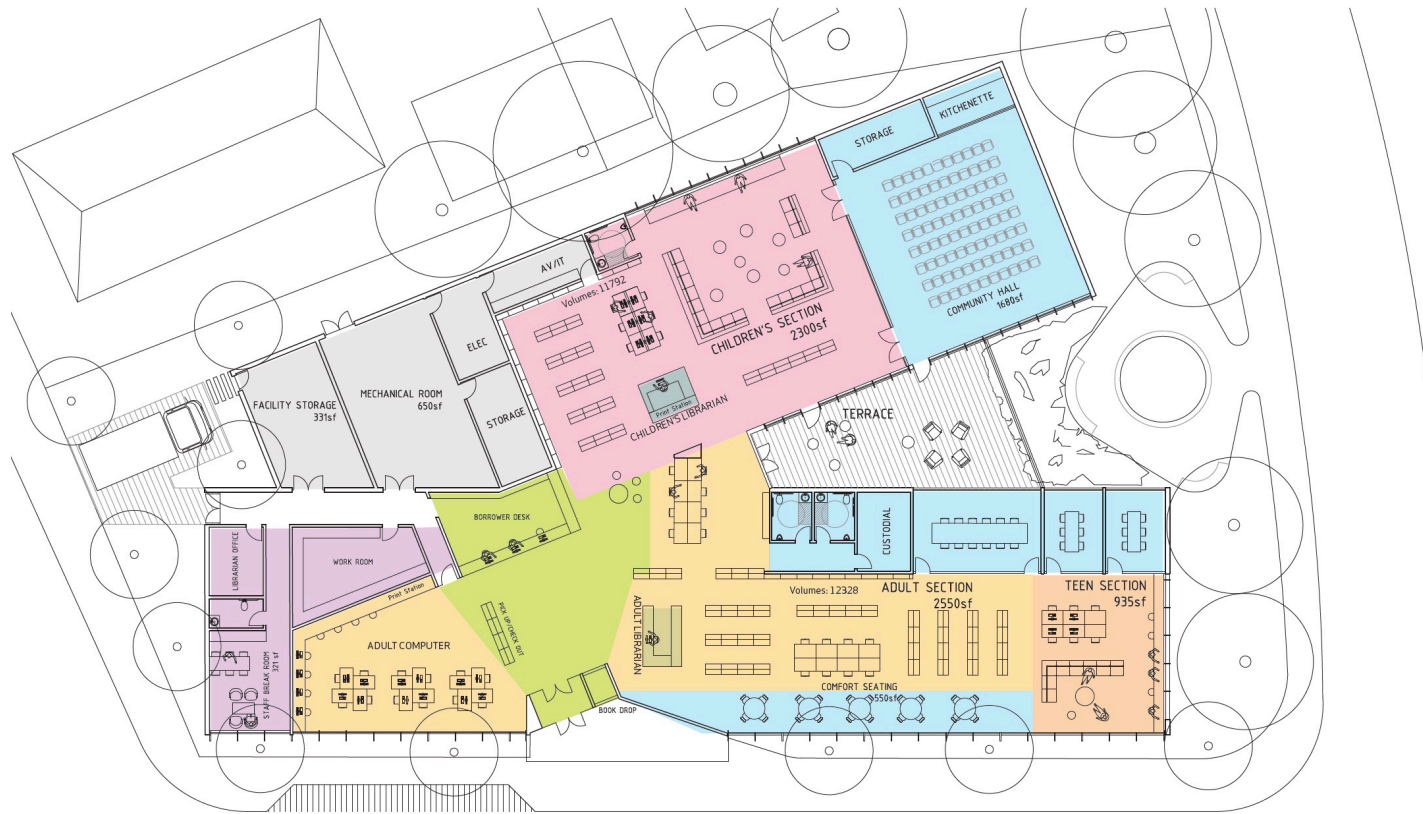 KITCHENETTE
STORAGE
COMMUNITY HALL
1680sf
AV/IT
Volumes: 11792
CHILDREN'S SECTION
2300sf
ELEC
MECHANICAL ROOM
650sf
FACILITY STORAGE
331sf
STORAGE
Print Station
CHILDREN'S LIBRARIAN
TERRACE
BORROWER DESK
CUSTODIAL
LIBRARIAN OFFICE
WORK ROOM
Print Station
PICK UP/CHECK OUT
ADULT LIBRARIAN
Volumes: 12328
ADULT SECTION
2550sf
TEEN SECTION
935sf
ADULT COMPUTER
STAFF BREAK ROOM
321 sf
COMFORT SEATING
550sf
BOOK DROP